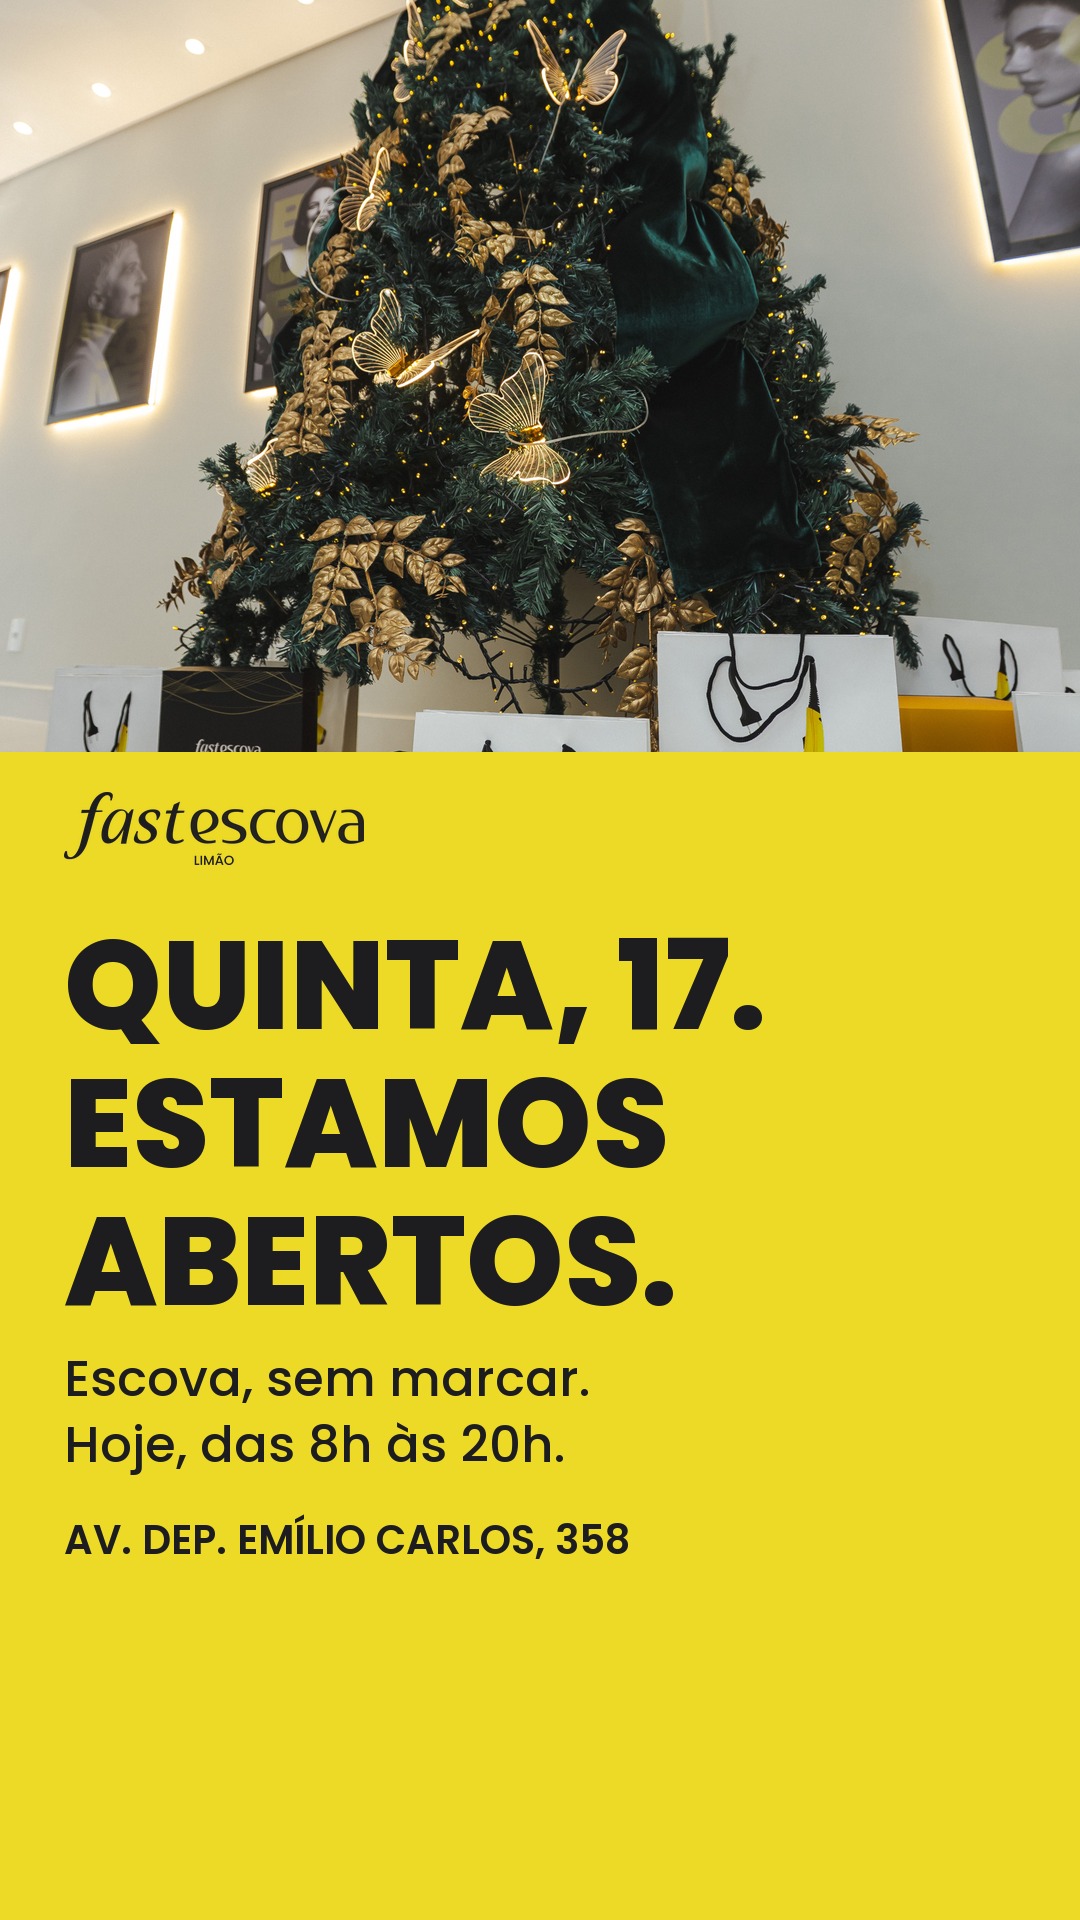 fastescova
fastescova
LIMÃO
QUINTA, 17.
ESTAMOS
ABERTOS.
Escova, sem marcar.
Hoje, das 8h às 20h.
AV. DEP. EMÍLIO CARLOS, 358